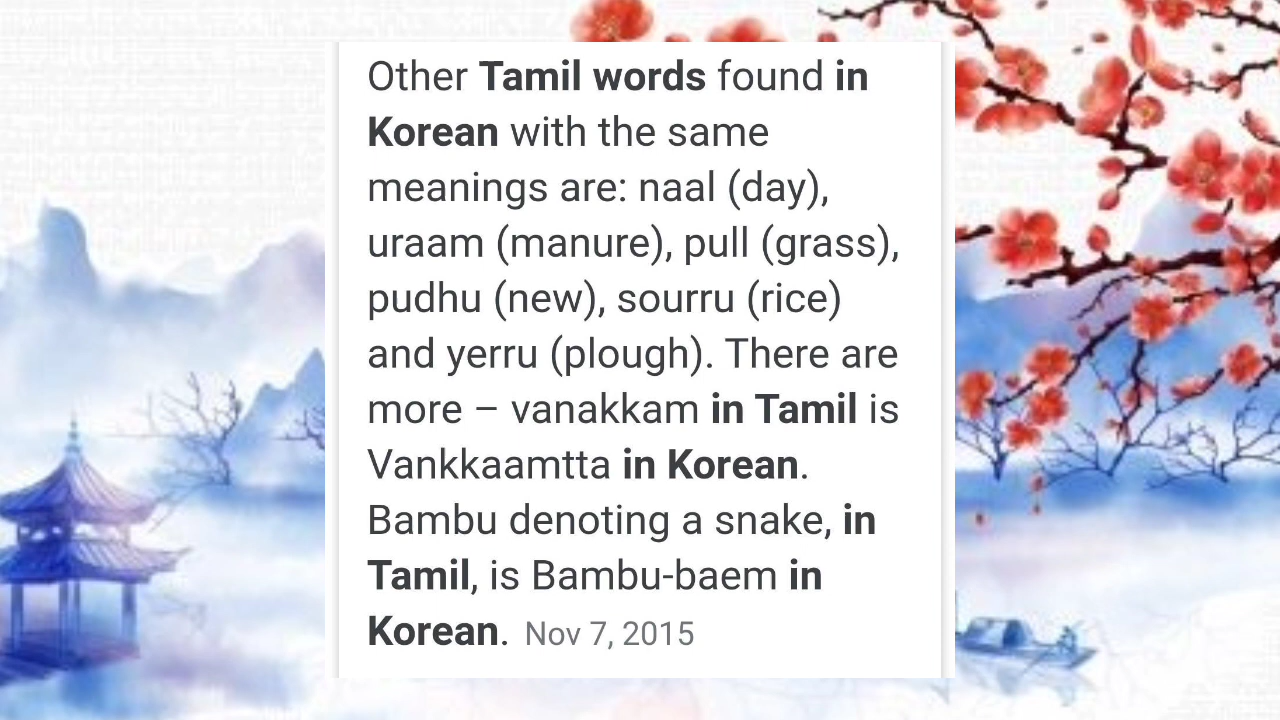 Other Tamil words found in
Korean with the same
meanings are: naal (day),
uraam (manure), pull (grass),
pudhu (new), sourru (rice)
and yerru (plough). There are
more – vanakkam in Tamil is
Vankkaamtta in Korean.
Bambu denoting a snake, in
Tamil, is Bambu-baem in
Korean. Nov 7, 2015